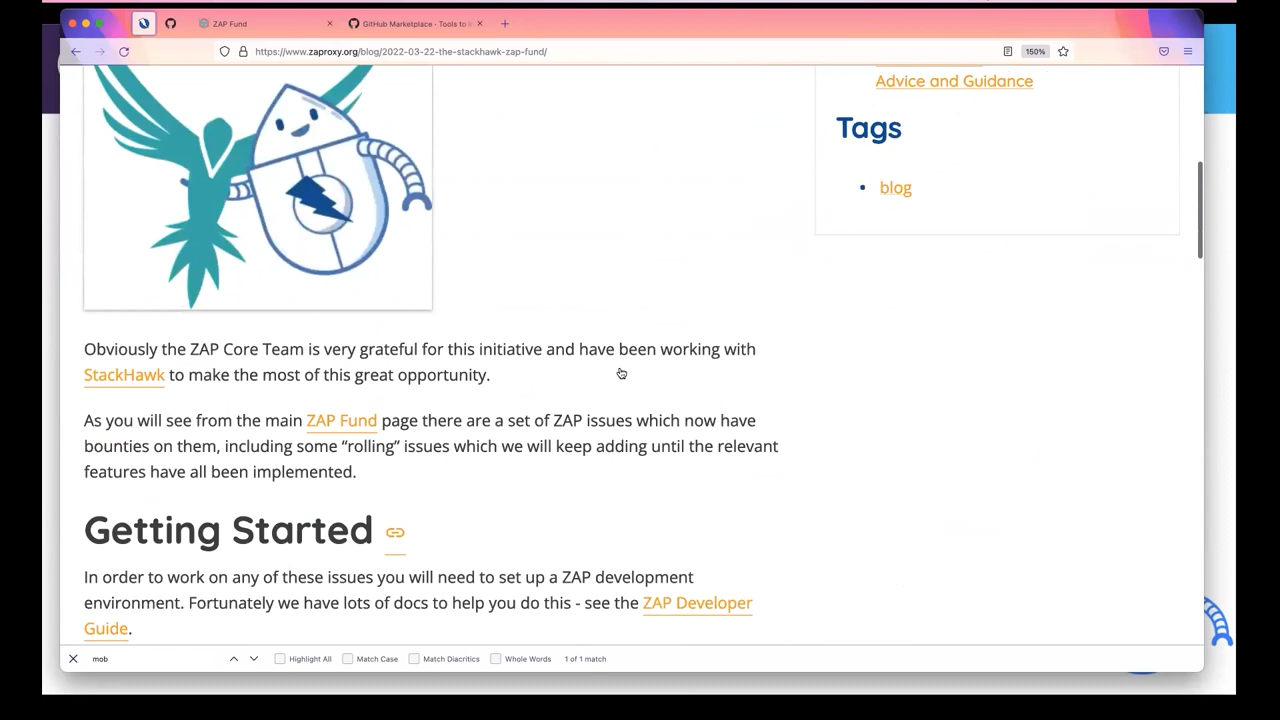 ZAP Fund
GitHub Marketplace · Tools to
https://www.zaproxy.org/blog/2022-03-22-the-stackhawk-zap-fund/
150%
Advice and Guidance
Tags
blog
Obviously the ZAP Core Team is very grateful for this initiative and have been working with
StackHawk to make the most of this great opportunity.
As you will see from the main ZAP Fund page there are a set of ZAP issues which now have
bounties on them, including some “rolling” issues which we will keep adding until the relevant
features have all been implemented.
Getting Started
In order to work on any of these issues you will need to set up a ZAP development
environment. Fortunately we have lots of docs to help you do this - see the ZAP Developer
Guide.
mob
Highlight All
Match Case
Match Diacritics
Whole Words
1 of 1 match